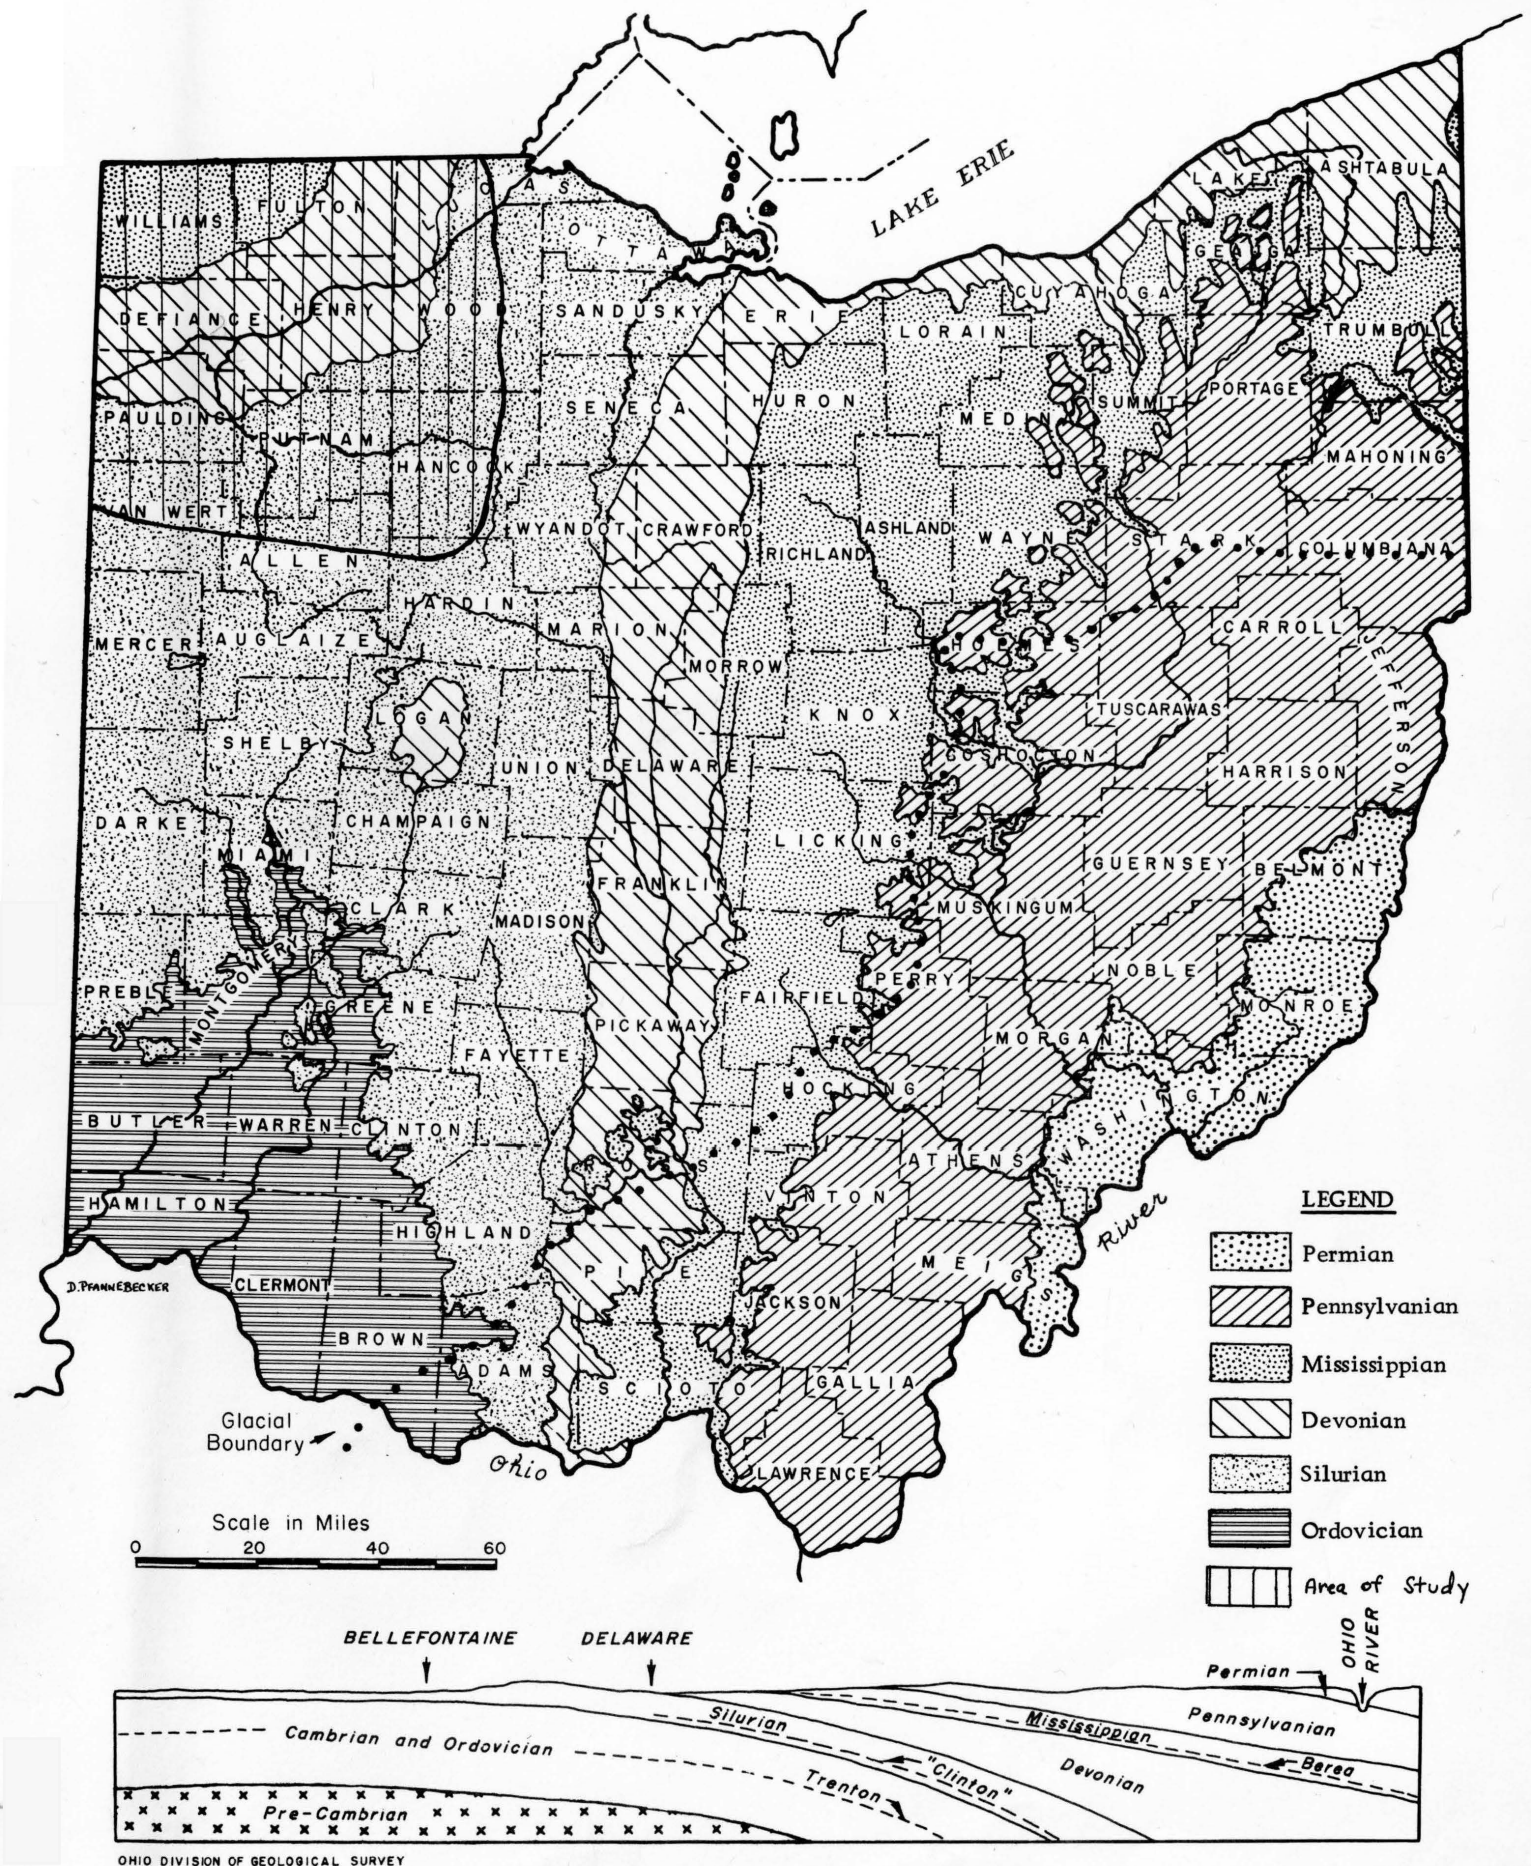 LAKE ERIE
LAKE
ASHTABULA
WILLIAMS
FULTON
LUCAS
OTTAWA
GEAUGA
CUYAHOGA
DEFIANCE
HENRY
WOOD
SANDUSKY
ERIE
LORAIN
TRUMBULL
PAULDING
PUTNAM
HANCOCK
SENECA
HURON
MEDINA
SUMMIT
PORTAGE
MAHONING
VAN WERT
ALLEN
WYANDOT
CRAWFORD
RICHLAND
ASHLAND
WAYNE
STARK
COLUMBIANA
MERCER
AUGLAIZE
HARDIN
MARION
MORROW
HOLMES
CARROLL
JEFFERSON
LOGAN
SHELBY
UNION
DELAWARE
KNOX
COSHOCTON
TUSCARAWAS
HARRISON
DARKE
MIAMI
CHAMPAIGN
CLARK
MADISON
FRANKLIN
LICKING
MUSKINGUM
GUERNSEY
BELMONT
PREBLE
MONTGOMERY
GREENE
FAYETTE
PICKAWAY
FAIRFIELD
PERRY
MORGAN
NOBLE
MONROE
BUTLER
WARREN
CLINTON
ROSS
HOCKING
ATHENS
WASHINGTON
HAMILTON
HIGHLAND
VINTON
MEIGS
River
D. PFANNEBECKER
CLERMONT
BROWN
ADAMS
PIKE
SCIOTO
JACKSON
GALLIA
LAWRENCE
Ohio
Glacial
Boundary
LEGEND
Permian
Pennsylvanian
Mississippian
Devonian
Silurian
Ordovician
Area of Study
Scale in Miles
0 20 40 60
BELLEFONTAINE
DELAWARE
OHIO
RIVER
Permian
Silurian
Mississippian
Pennsylvanian
Cambrian and Ordovician
"Clinton"
Devonian
Berea
Trenton
Pre-Cambrian
OHIO DIVISION OF GEOLOGICAL SURVEY